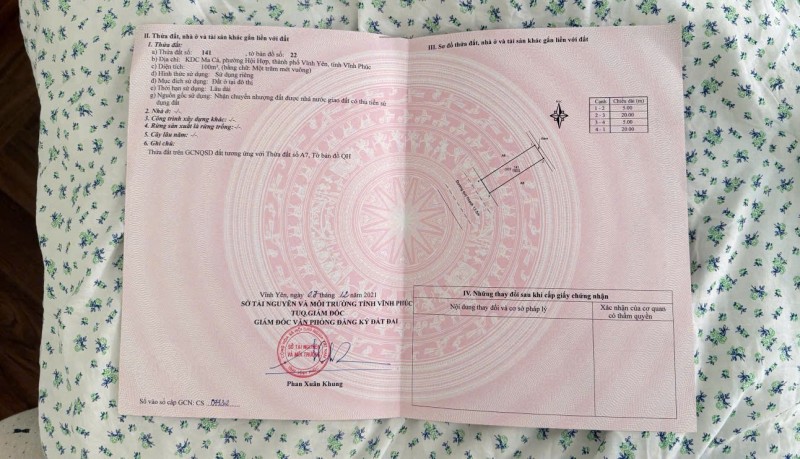 II. Thửa đất, nhà ở và tài sản khác gắn liền với đất
1. Thửa đất:
a) Thửa đất số: 141 , tờ bản đồ số: 22
b) Địa chỉ: KDC Ma Cả, phường Hội Hợp, thành phố Vĩnh Yên, tỉnh Vĩnh Phúc
c) Diện tích: 100m², (bằng chữ: Một trăm mét vuông)
d) Hình thức sử dụng: Sử dụng riêng
đ) Mục đích sử dụng: Đất ở tại đô thị
e) Thời hạn sử dụng: Lâu dài
g) Nguồn gốc sử dụng: Nhận chuyển nhượng đất được nhà nước giao đất có thu tiền sử
dụng đất
2. Nhà ở: -/-
3. Công trình xây dựng khác: -/-
4. Rừng sản xuất là rừng trồng: -/-
5. Cây lâu năm: -/-
6. Ghi chú:
Thửa đất trên GCNQSD đất tương ứng với Thửa đất số A7, Tờ bản đồ QH
Vĩnh Yên, ngày 27 tháng 12 năm 2021
SỞ TÀI NGUYÊN VÀ MÔI TRƯỜNG TỈNH VĨNH PHÚC
TUQ.GIÁM ĐỐC
GIÁM ĐỐC VĂN PHÒNG ĐĂNG KÝ ĐẤT ĐAI
SỞ TÀI NGUYÊN
VÀ MÔI TRƯỜNG
Phan Xuân Khung
Số vào sổ cấp GCN: CS
III. Sơ đồ thửa đất, nhà ở và tài sản khác gắn liền với đất
Cạnh Chiều dài (m)
1 - 2 5.00
2 - 3 20.00
3 - 4 5.00
4 - 1 20.00
141
IV. Những thay đổi sau khi cấp giấy chứng nhận
Nội dung thay đổi và cơ sở pháp lý
Xác nhận của cơ quan
có thẩm quyền